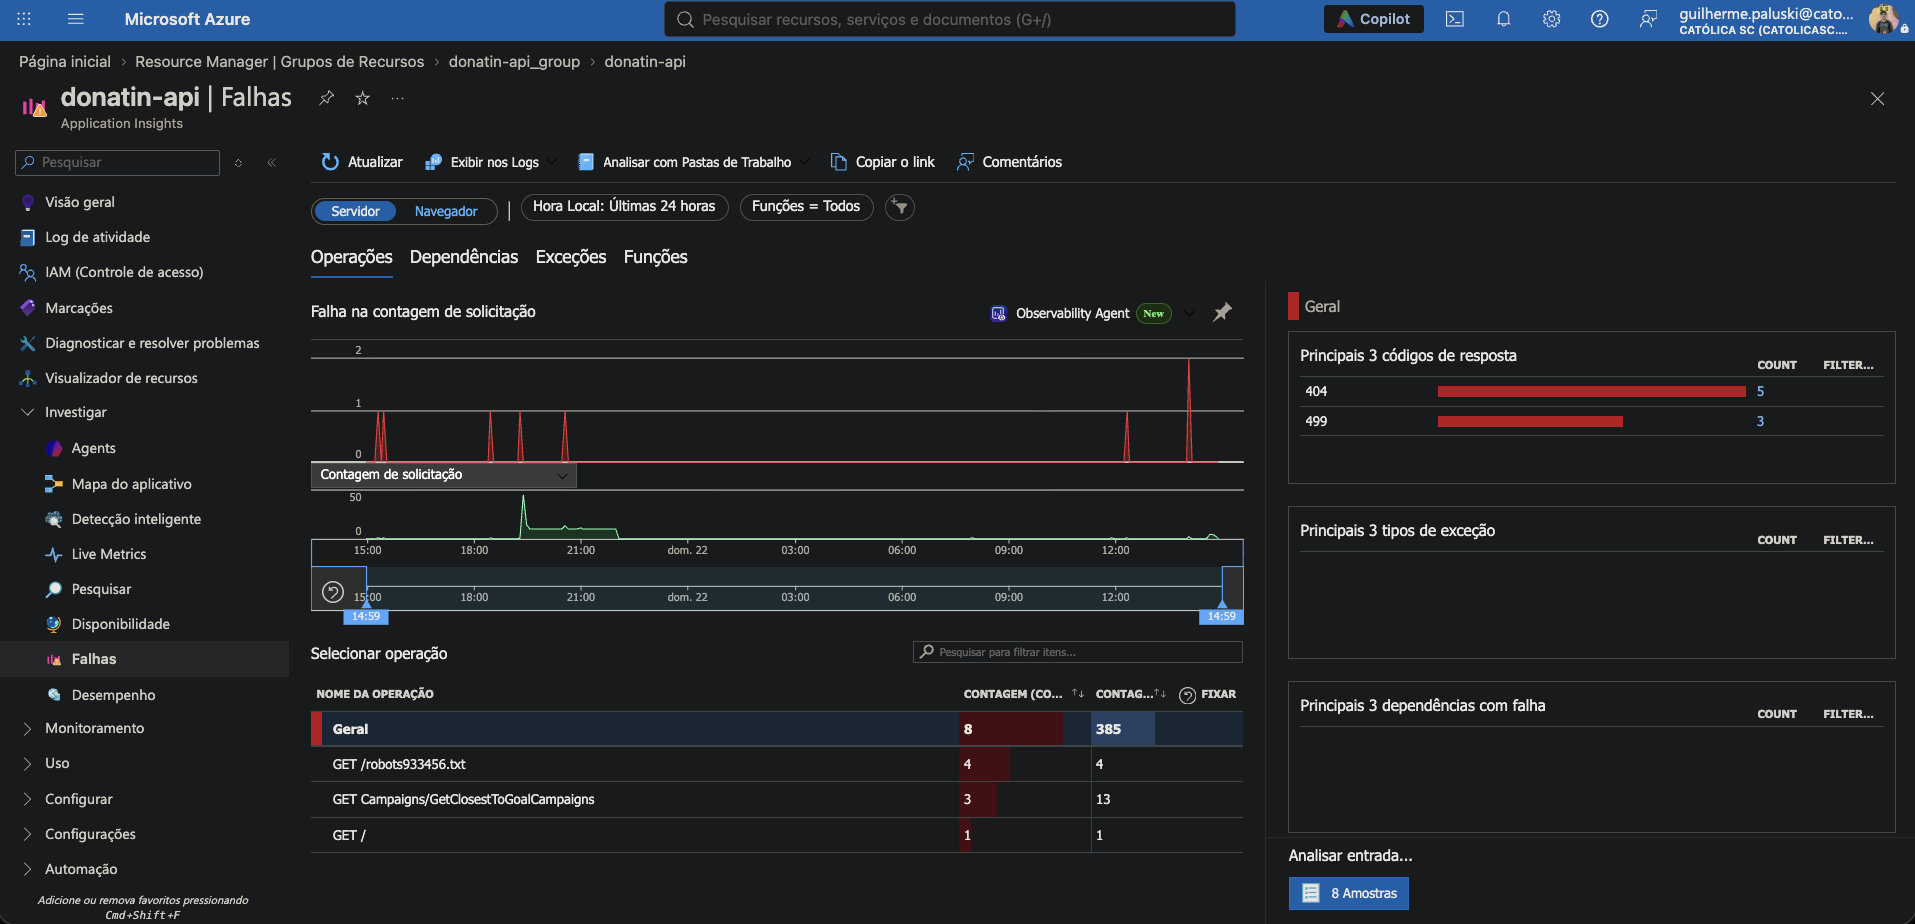 Microsoft Azure
Pesquisar recursos, serviços e documentos (G+/)
Copilot
guilherme.paluski@cato...
CATÓLICA SC (CATOLICASC....
Página inicial > Resource Manager | Grupos de Recursos > donatin-api_group > donatin-api
donatin-api | Falhas
Application Insights
Pesquisar
Visão geral
Log de atividade
IAM (Controle de acesso)
Marcações
Diagnosticar e resolver problemas
Visualizador de recursos
Investigar
Agents
Mapa do aplicativo
Detecção inteligente
Live Metrics
Pesquisar
Disponibilidade
Falhas
Desempenho
Monitoramento
Uso
Configurar
Configurações
Automação
Adicione ou remova favoritos pressionando
Cmd+Shift+F
Atualizar
Exibir nos Logs
Analisar com Pastas de Trabalho
Copiar o link
Comentários
Servidor
Navegador
Hora Local: Últimas 24 horas
Funções = Todos
Operações
Dependências
Exceções
Funções
Falha na contagem de solicitação
Observability Agent
New
2
1
0
Contagem de solicitação
50
0
15:00 18:00 21:00 dom. 22 03:00 06:00 09:00 12:00
15:00 18:00 21:00 dom. 22 03:00 06:00 09:00 12:00
14:59 14:59
Selecionar operação
Pesquisar para filtrar itens...
NOME DA OPERAÇÃO CONTAGEM (CO... CONTAG... FIXAR
Geral 8 385
GET /robots933456.txt 4 4
GET Campaigns/GetClosestToGoalCampaigns 3 13
GET / 1 1
Geral
Principais 3 códigos de resposta
COUNT FILTER...
404 5
499 3
Principais 3 tipos de exceção
COUNT FILTER...
Principais 3 dependências com falha
COUNT FILTER...
Analisar entrada...
8 Amostras